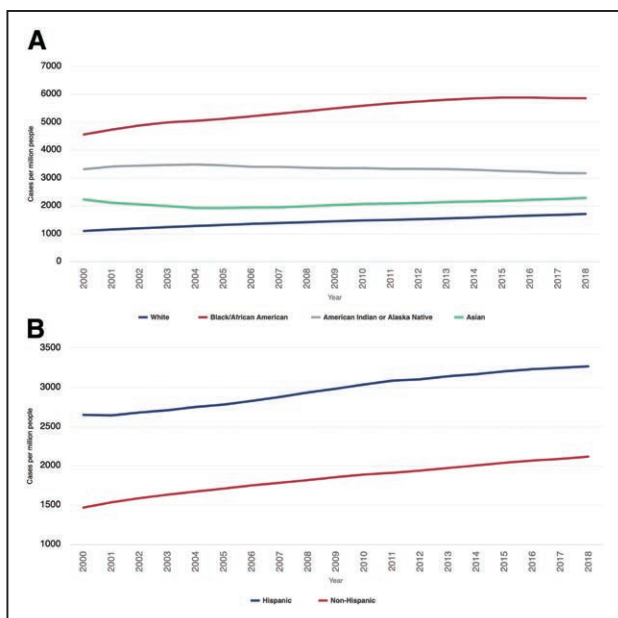 A
7000
6000
5000
4000
3000
2000
1000
0
Cases per million people
2000 2001 2002 2003 2004 2005 2006 2007 2008 2009 2010 2011 2012 2013 2014 2015 2016 2017 2018
Year
White Black/African American American Indian or Alaska Native Asian
B
3500
3000
2500
2000
1500
1000
Cases per million people
2000 2001 2002 2003 2004 2005 2006 2007 2008 2009 2010 2011 2012 2013 2014 2015 2016 2017 2018
Year
Hispanic Non-Hispanic